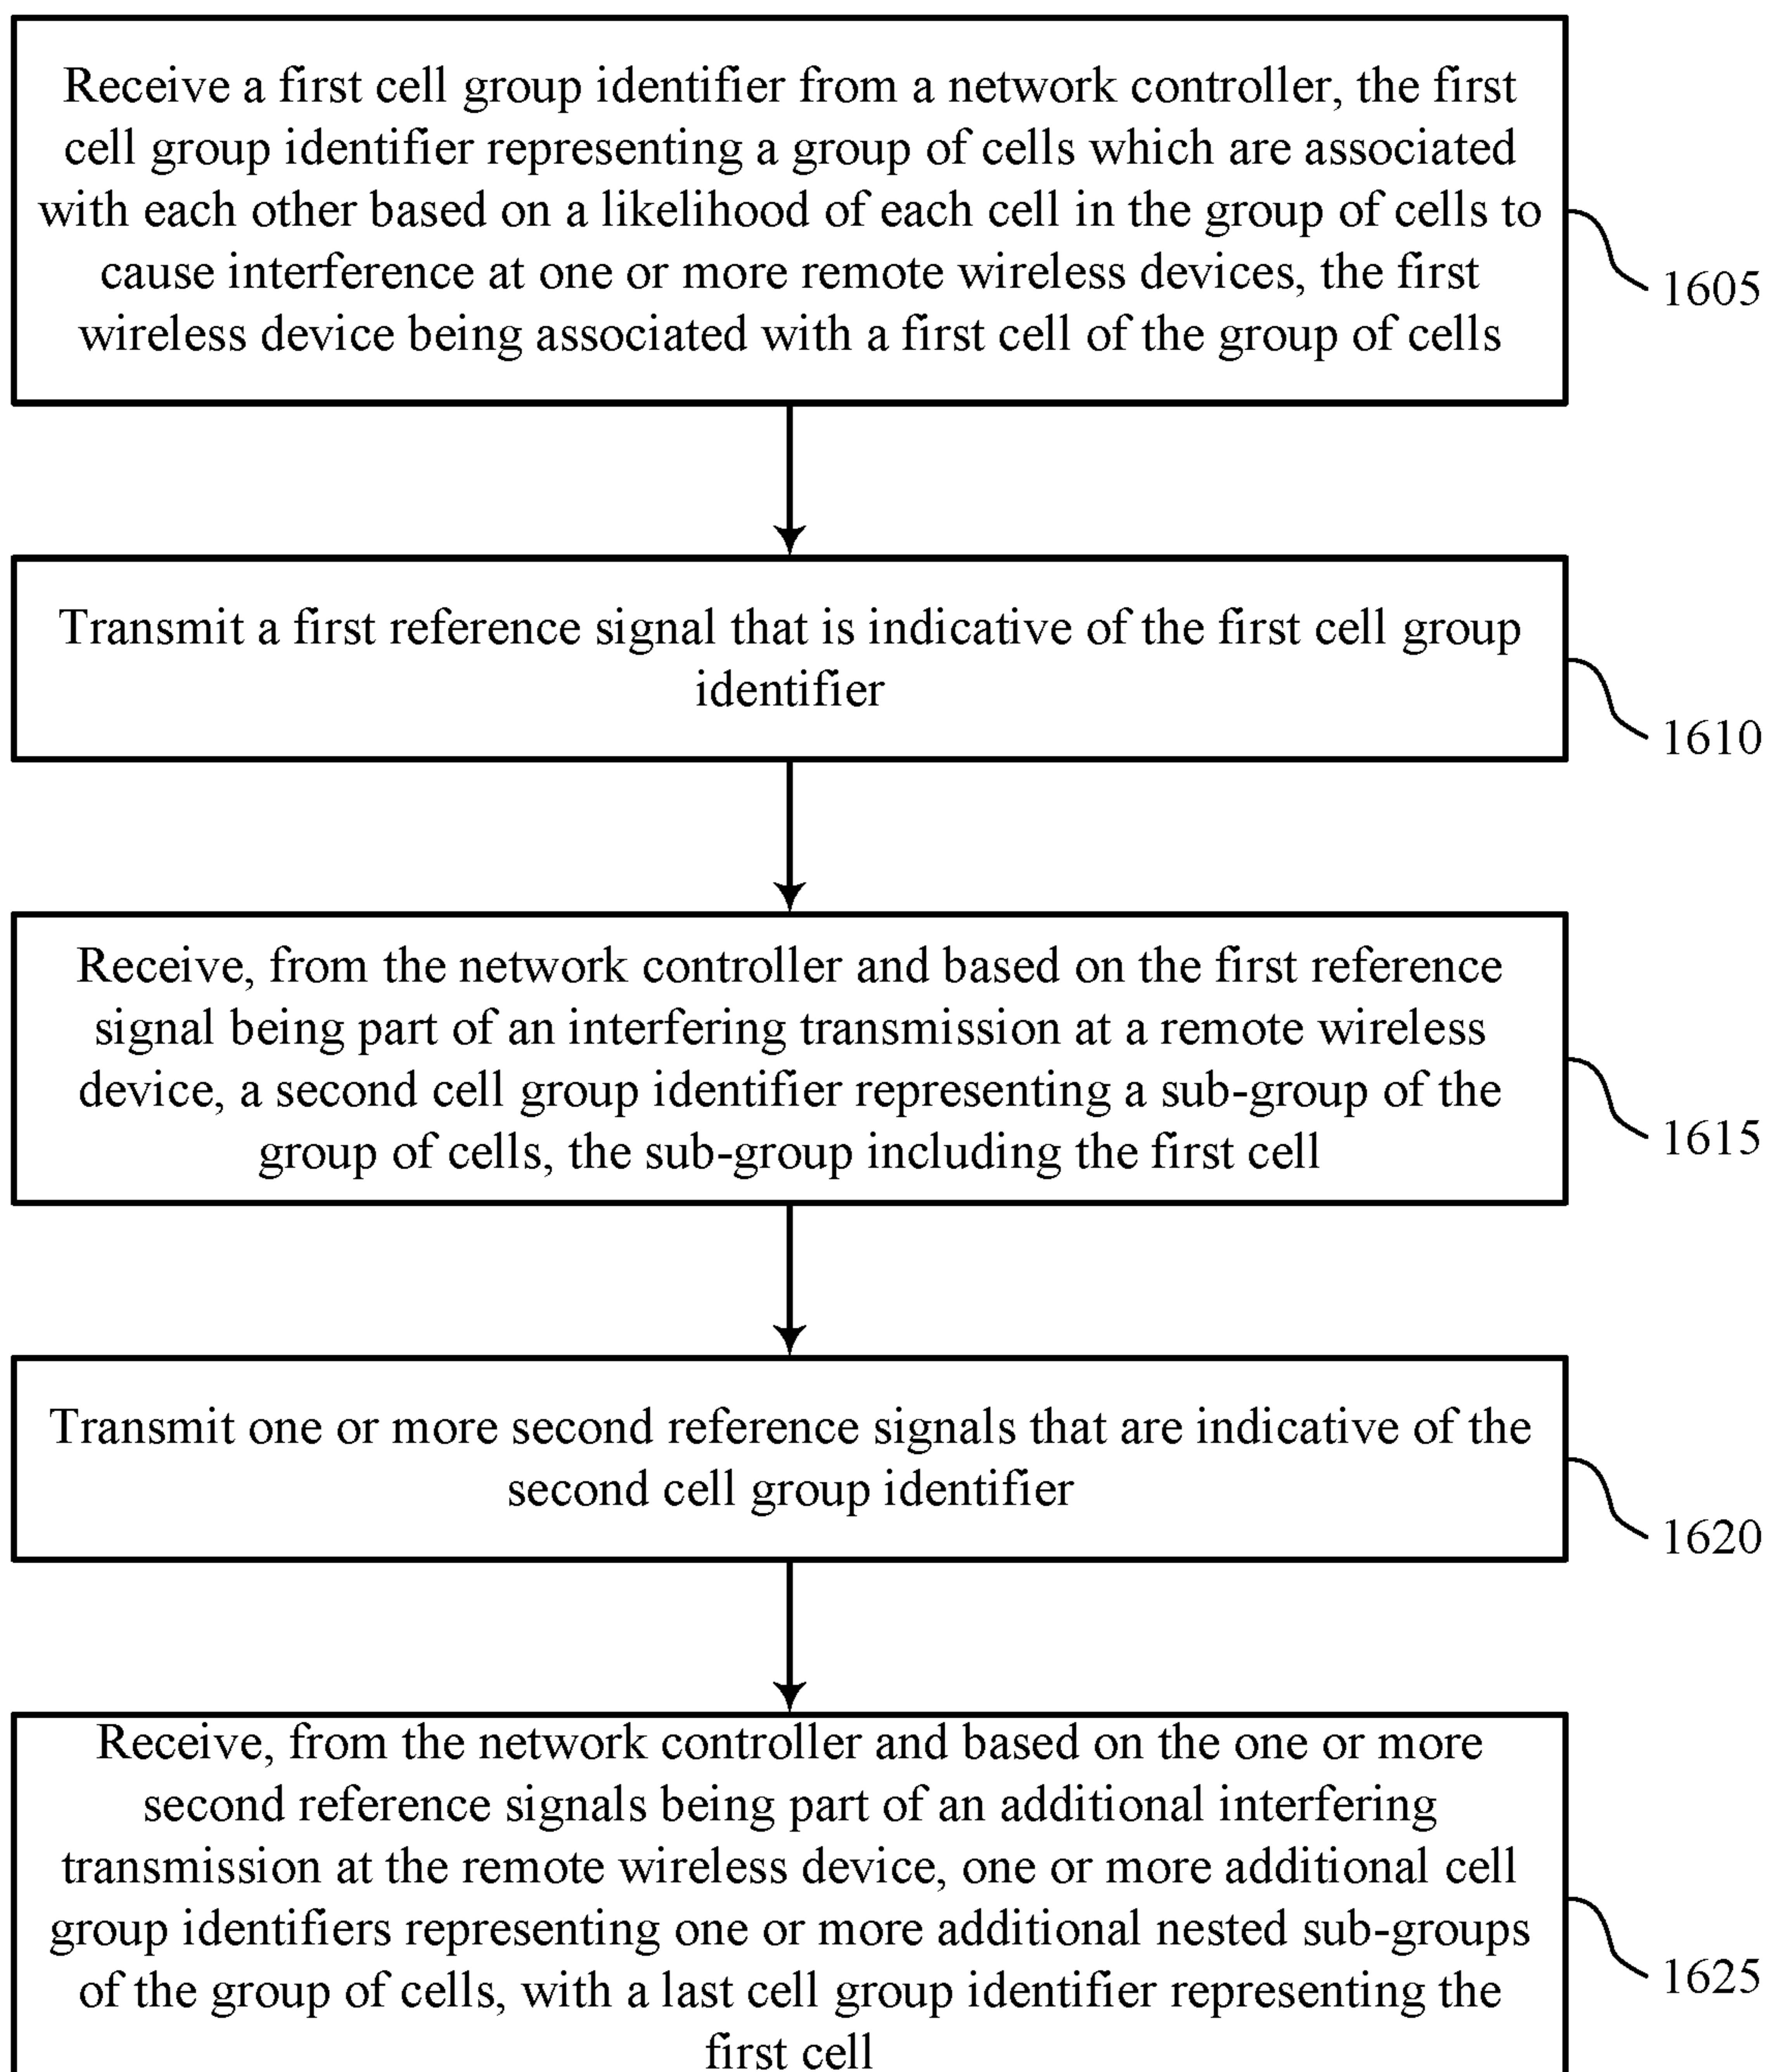 Receive a first cell group identifier from a network controller, the first
cell group identifier representing a group of cells which are associated
with each other based on a likelihood of each cell in the group of cells to
cause interference at one or more remote wireless devices, the first
wireless device being associated with a first cell of the group of cells
1605
Transmit a first reference signal that is indicative of the first cell group
identifier
1610
Receive, from the network controller and based on the first reference
signal being part of an interfering transmission at a remote wireless
device, a second cell group identifier representing a sub-group of the
group of cells, the sub-group including the first cell
1615
Transmit one or more second reference signals that are indicative of the
second cell group identifier
1620
Receive, from the network controller and based on the one or more
second reference signals being part of an additional interfering
transmission at the remote wireless device, one or more additional cell
group identifiers representing one or more additional nested sub-groups
of the group of cells, with a last cell group identifier representing the
first cell
1625